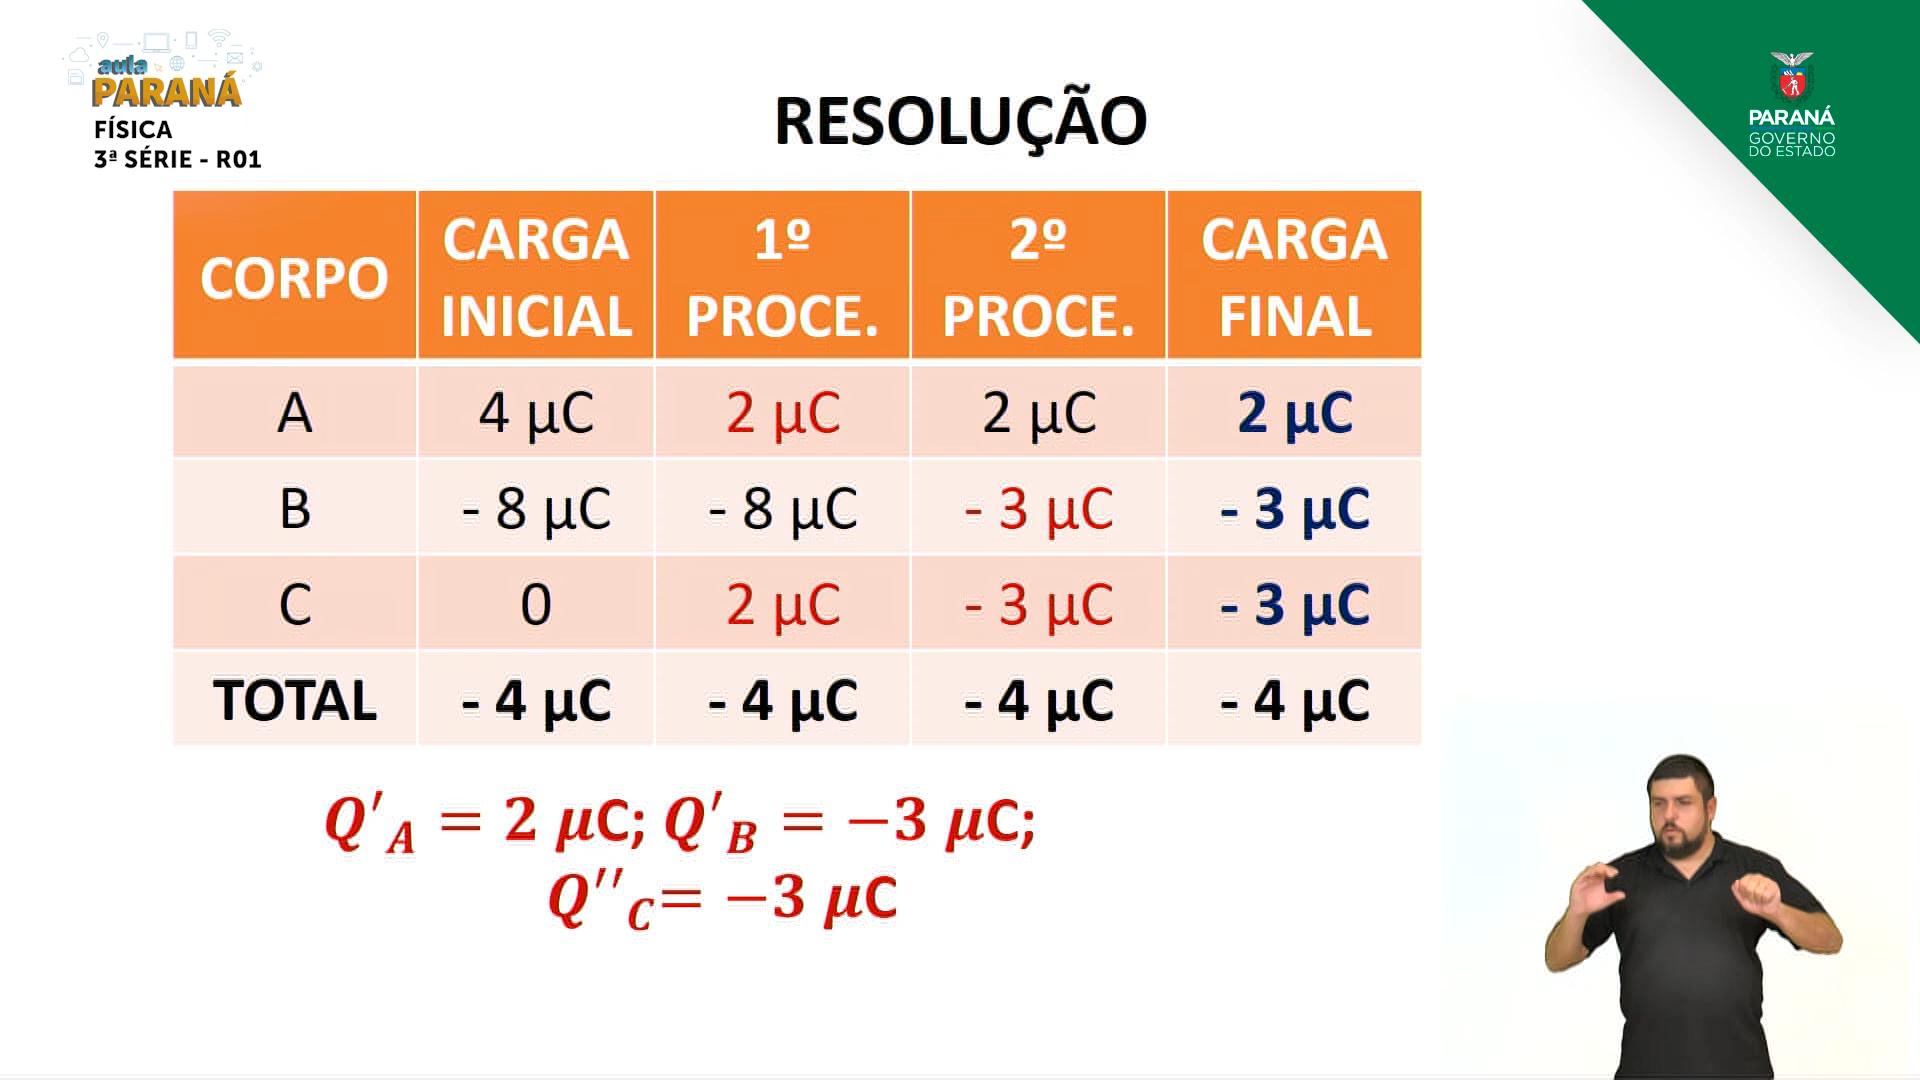 aula
PARANÁ
FÍSICA
3ª SÉRIE - R01
RESOLUÇÃO
PARANÁ
GOVERNO
DO ESTADO
CORPO CARGA INICIAL 1º PROCE. 2º PROCE. CARGA FINAL
A 4 µC 2 µC 2 µC 2 µC
B - 8 µC - 8 µC - 3 µC - 3 µC
C 0 2 µC - 3 µC - 3 µC
TOTAL - 4 µC - 4 µC - 4 µC - 4 µC
Q′A = 2 µC; Q′B = −3 µC;
Q′′C= −3 µC